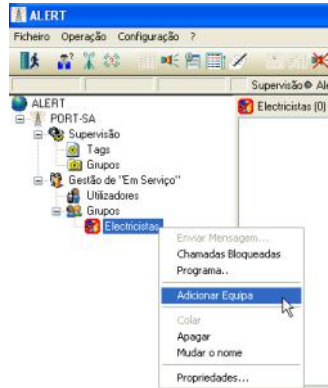 ALERT
Ficheiro Operação Configuração ?
Supervisão Ale
ALERT
PORT-SA
Supervisão
Tags
Grupos
Gestão de "Em Serviço"
Utilizadores
Grupos
Electricistas
Electricistas (0)
Enviar Mensagem...
Chamadas Bloqueadas
Programa..
Adicionar Equipa
Colar
Apagar
Mudar o nome
Propriedades...